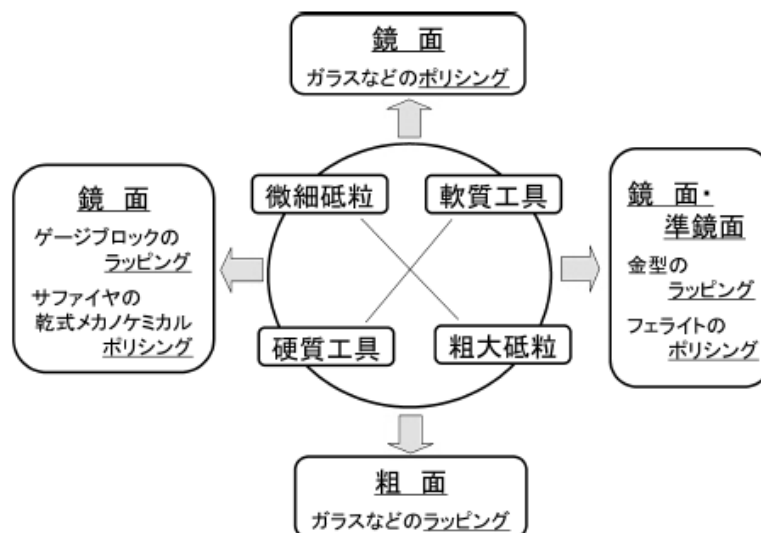 鏡 面
ガラスなどのポリシング
微細砥粒
軟質工具
鏡 面
ゲージブロックの
ラッピング
サファイヤの
乾式メカノケミカル
ポリシング
鏡 面・
準鏡面
金型の
ラッピング
フェライトの
ポリシング
硬質工具
粗大砥粒
粗 面
ガラスなどのラッピング